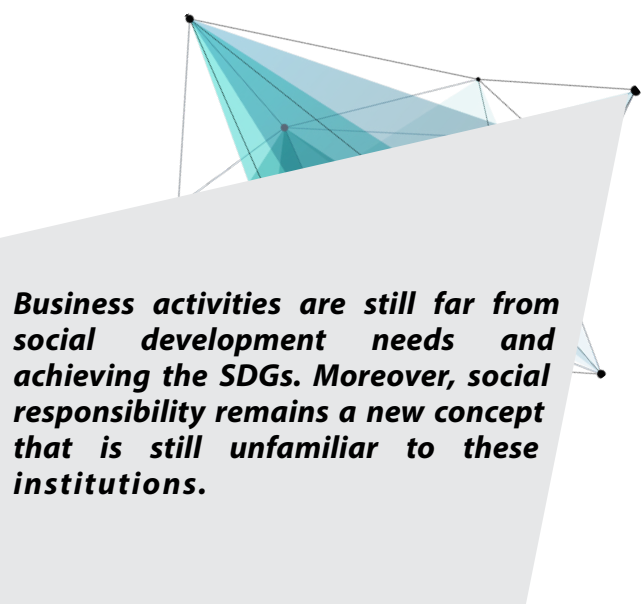 Business activities are still far from
social development needs and
achieving the SDGs. Moreover, social
responsibility remains a new concept
that is still unfamiliar to these
institutions.